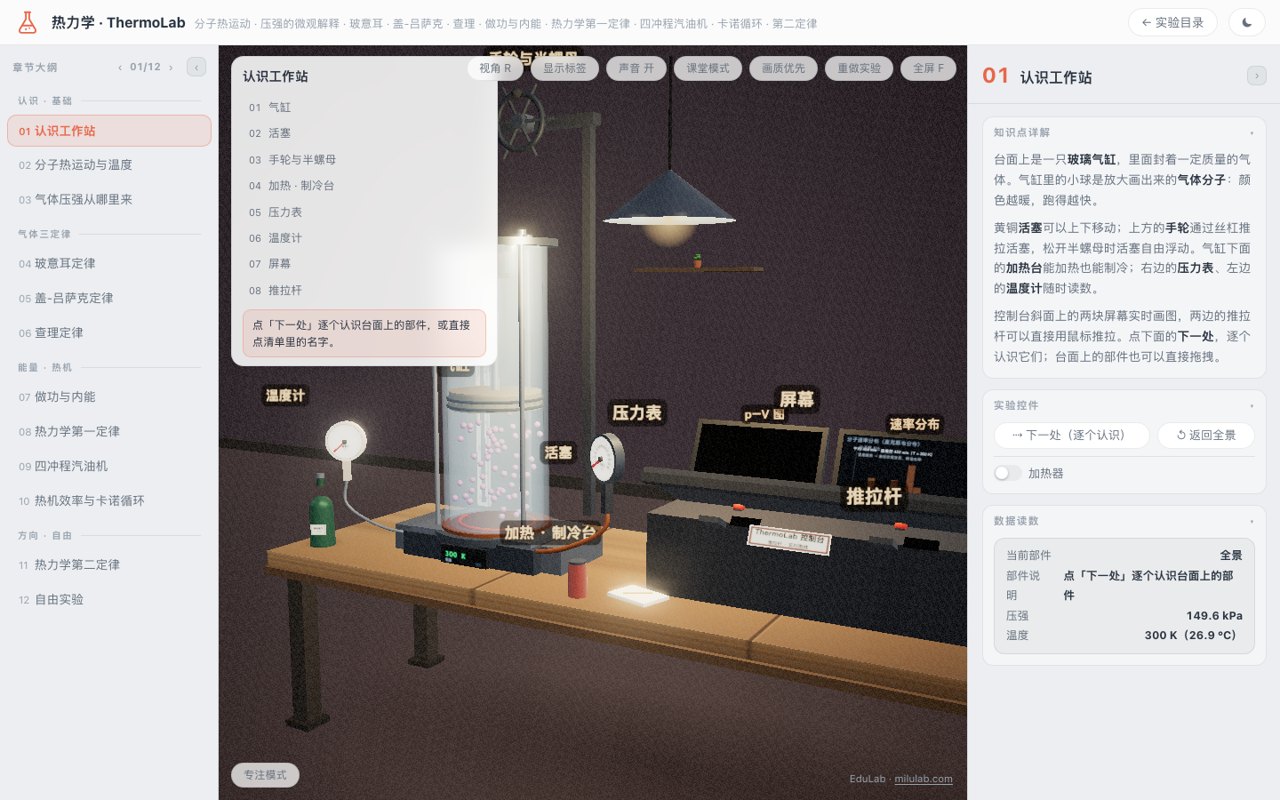 热力学 · ThermoLab
分子热运动 · 压强的微观解释 · 玻意耳 · 盖-吕萨克 · 查理 · 做功与内能 · 热力学第一定律 · 四冲程汽油机 · 卡诺循环 · 第二定律
← 实验目录
章节大纲
‹ 01/12 ›
‹
认识 · 基础
01 认识工作站
02 分子热运动与温度
03 气体压强从哪里来
气体三定律
04 玻意耳定律
05 盖-吕萨克定律
06 查理定律
能量 · 热机
07 做功与内能
08 热力学第一定律
09 四冲程汽油机
10 热机效率与卡诺循环
方向 · 自由
11 热力学第二定律
12 自由实验
手轮与半螺母
视角 R
显示标签
声音 开
课堂模式
画质优先
重做实验
全屏 F
认识工作站
01 气缸
02 活塞
03 手轮与半螺母
04 加热 · 制冷台
05 压力表
06 温度计
07 屏幕
08 推拉杆
点「下一处」逐个认识台面上的部件，或直接
点清单里的名字。
温度计
压力表
屏幕
p–V 图
速率分布
活塞
推拉杆
加热 · 制冷台
300 K
ThermoLab 控制台
专注模式
EduLab · milulab.com
01 认识工作站
›
知识点详解
台面上是一只玻璃气缸，里面封着一定质量的气
体。气缸里的小球是放大画出来的气体分子：颜
色越暖，跑得越快。
黄铜活塞可以上下移动；上方的手轮通过丝杠推
拉活塞，松开半螺母时活塞自由浮动。气缸下面
的加热台能加热也能制冷；右边的压力表、左边
的温度计随时读数。
控制台斜面上的两块屏幕实时画图，两边的推拉
杆可以直接用鼠标推拉。点下面的下一处，逐个
认识它们；台面上的部件也可以直接拖拽。
实验控件
⇢ 下一处（逐个认识）
↺ 返回全景
加热器
数据读数
当前部件 全景
部件说明 点「下一处」逐个认识台面上的部件
压强 149.6 kPa
温度 300 K（26.9 °C）